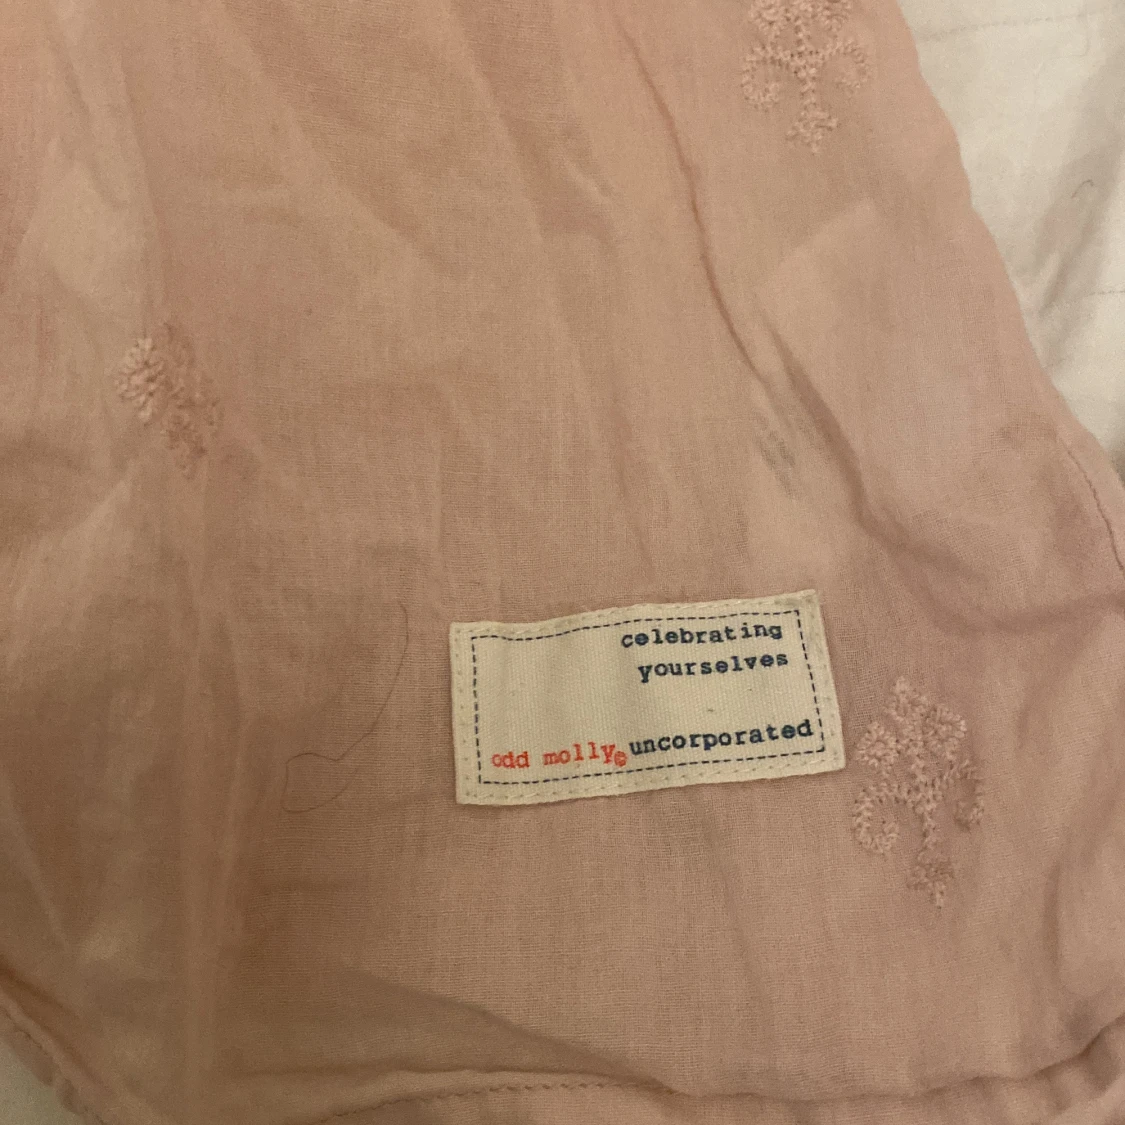 celebrating
yourselves
odd molly® uncorporated